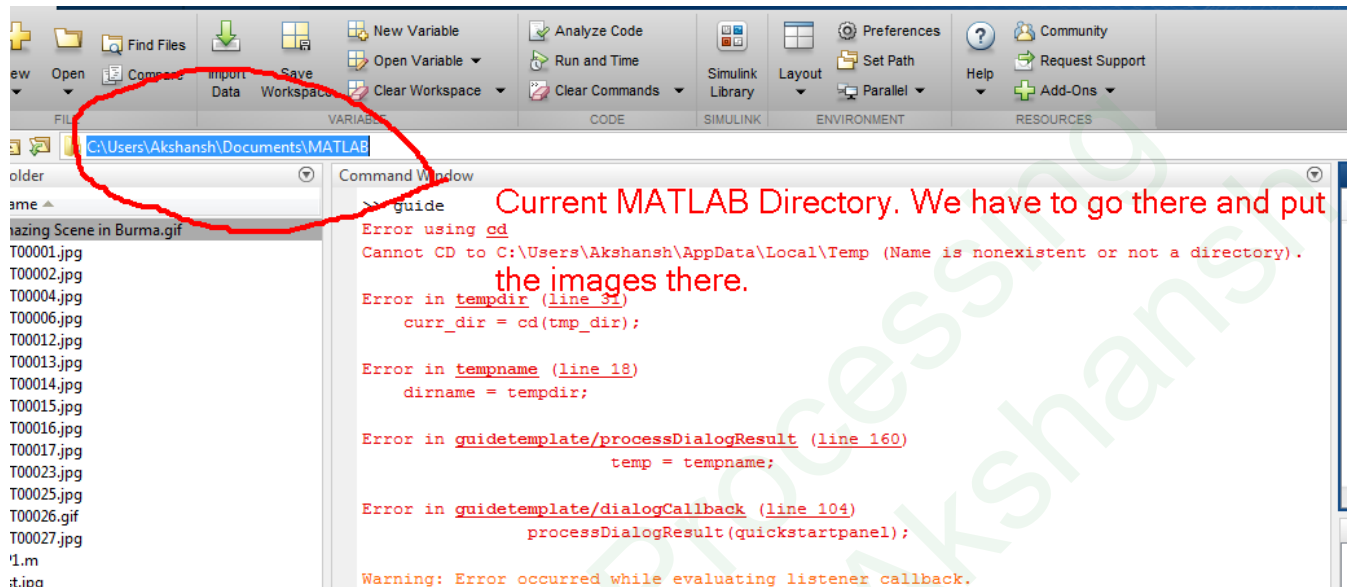 ew Open Find Files Compare Import Data Save Workspace New Variable Open Variable Clear Workspace Analyze Code Run and Time Clear Commands Simulink Library Layout Preferences Set Path Parallel Help Community Request Support Add-Ons
FILE VARIABLE CODE SIMULINK ENVIRONMENT RESOURCES
C:\Users\Akshansh\Documents\MATLAB
older
ame
nazing Scene in Burma.gif
T00001.jpg
T00002.jpg
T00004.jpg
T00006.jpg
T00012.jpg
T00013.jpg
T00014.jpg
T00015.jpg
T00016.jpg
T00017.jpg
T00023.jpg
T00025.jpg
T00026.gif
T00027.jpg
1.m
st.jpg
Command Window
>> guide
Current MATLAB Directory. We have to go there and put
the images there.
Error using cd
Cannot CD to C:\Users\Akshansh\AppData\Local\Temp (Name is nonexistent or not a directory).
Error in tempdir (line 31)
curr_dir = cd(tmp_dir);
Error in tempname (line 18)
dirname = tempdir;
Error in guidetemplate/processDialogResult (line 160)
temp = tempname;
Error in guidetemplate/dialogCallback (line 104)
processDialogResult(quickstartpanel);
Warning: Error occurred while evaluating listener callback.
Processing
Akshans